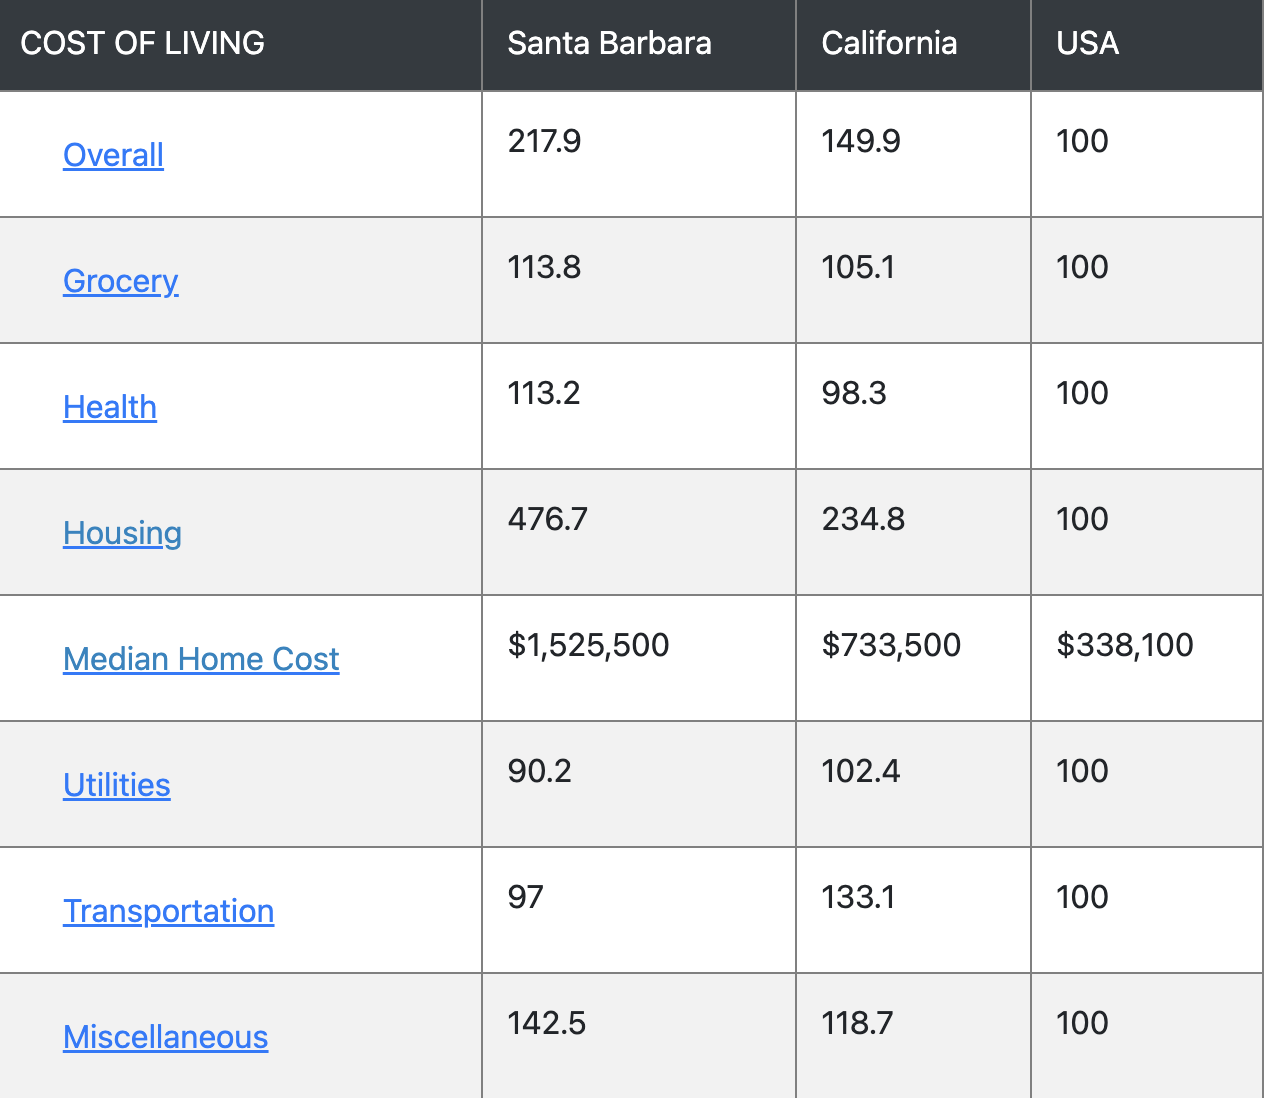 COST OF LIVING Santa Barbara California USA
Overall 217.9 149.9 100
Grocery 113.8 105.1 100
Health 113.2 98.3 100
Housing 476.7 234.8 100
Median Home Cost $1,525,500 $733,500 $338,100
Utilities 90.2 102.4 100
Transportation 97 133.1 100
Miscellaneous 142.5 118.7 100